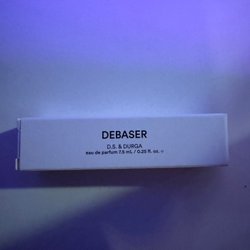 DEBASER
D.S. & DURGA
eau de parfum 7.5 ml / 0.25 fl. oz. ℮